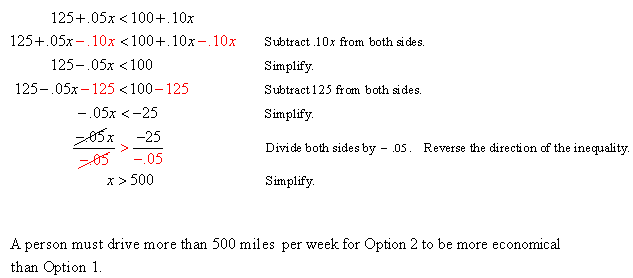 125+.05x < 100+.10x
125+.05x−.10x < 100+.10x−.10x Subtract .10x from both sides.
125−.05x < 100 Simplify.
125−.05x−125 < 100−125 Subtract 125 from both sides.
−.05x < −25 Simplify.
−.05x/−.05 > −25/−.05 Divide both sides by − .05. Reverse the direction of the inequality.
x > 500 Simplify.
A person must drive more than 500 miles per week for Option 2 to be more economical
than Option 1.